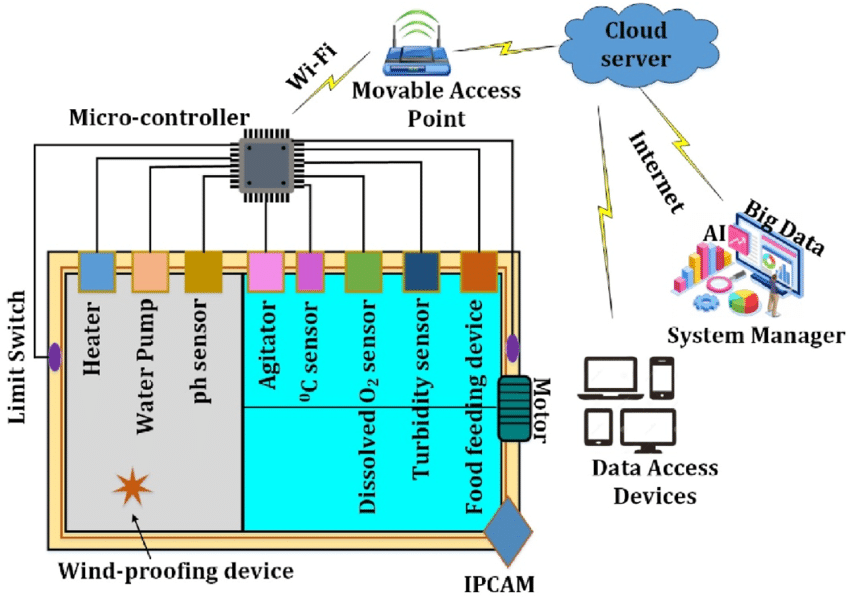 Cloud
server
Wi-Fi
Movable Access
Point
Micro-controller
Internet
AI
Big Data
System Manager
Limit Switch
Heater
Water Pump
ph sensor
Agitator
⁰C sensor
Dissolved O₂ sensor
Turbidity sensor
Food feeding device
Motor
Data Access
Devices
Wind-proofing device
IPCAM